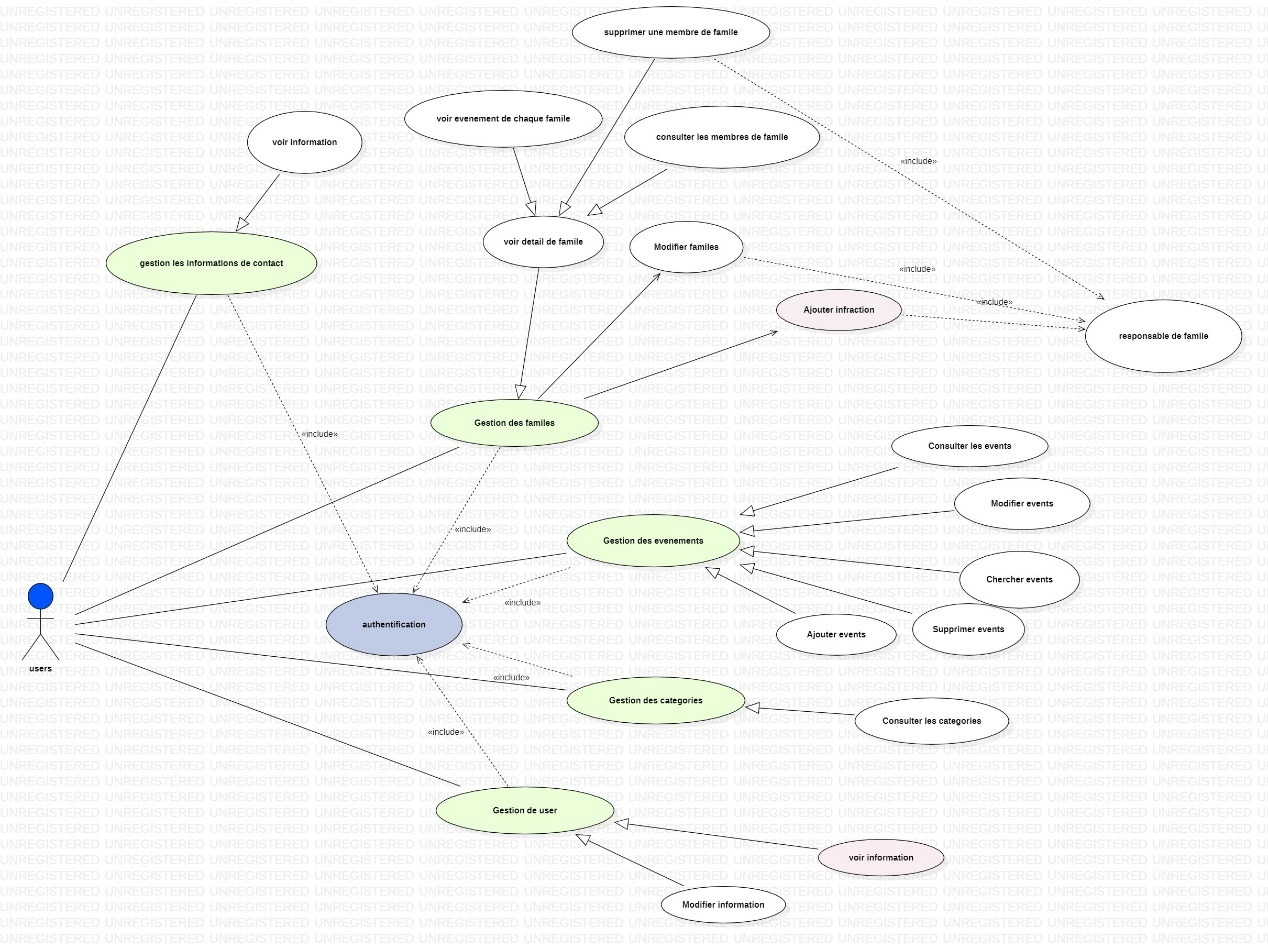 supprimer une membre de famile
voir evenement de chaque famile
consulter les membres de famile
voir information
«include»
voir detail de famile
Modifier familes
gestion les informations de contact
«include»
«include»
Ajouter infraction
responsable de famile
Gestion des familes
«include»
Consulter les events
Modifier events
«include»
Gestion des evenements
Chercher events
«include»
authentification
Supprimer events
Ajouter events
users
«include»
Gestion des categories
Consulter les categories
«include»
Gestion de user
voir information
Modifier information
UNREGISTERED